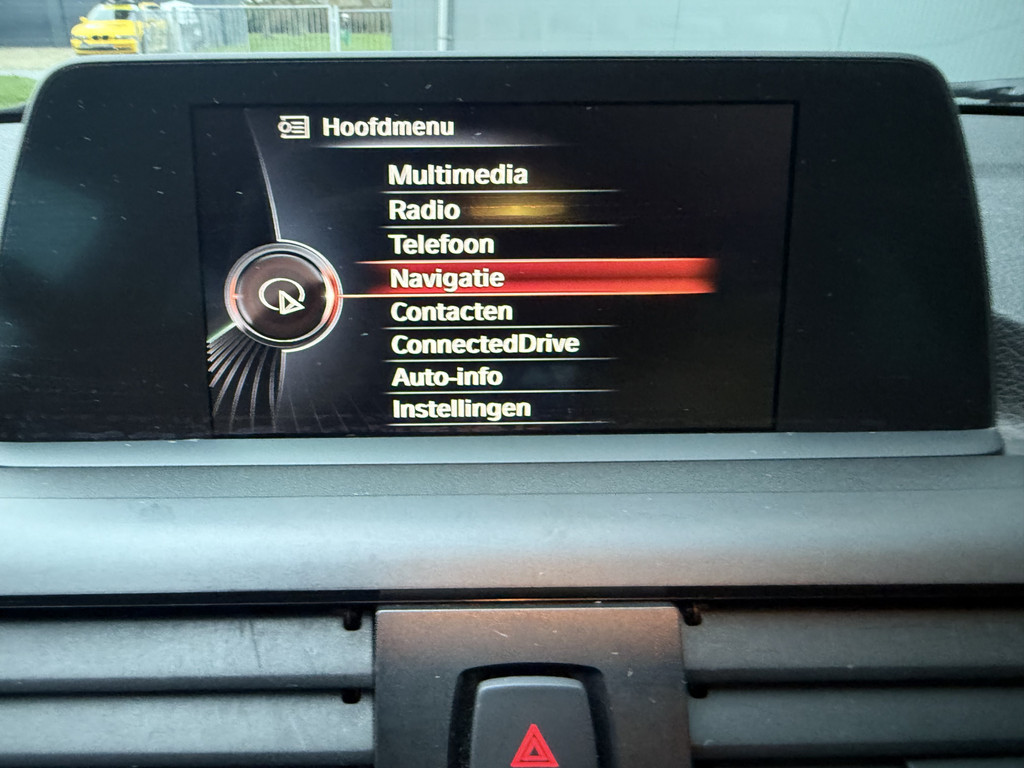 Hoofdmenu
Multimedia
Radio
Telefoon
Navigatie
Contacten
ConnectedDrive
Auto-info
Instellingen